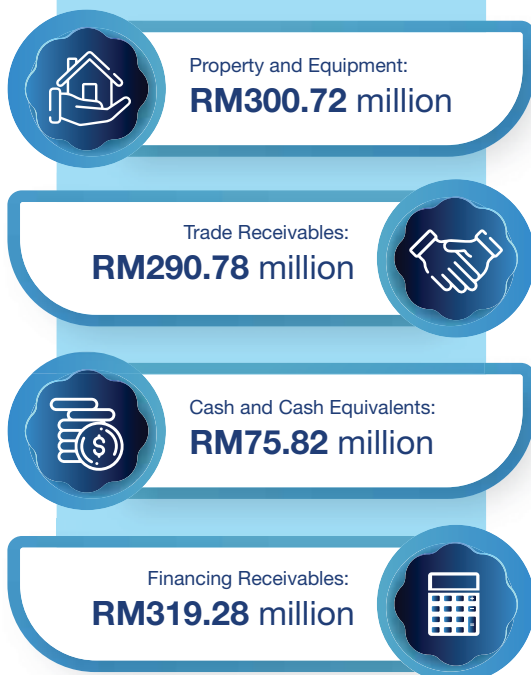 Property and Equipment:
RM300.72 million
Trade Receivables:
RM290.78 million
$
Cash and Cash Equivalents:
RM75.82 million
Financing Receivables:
RM319.28 million